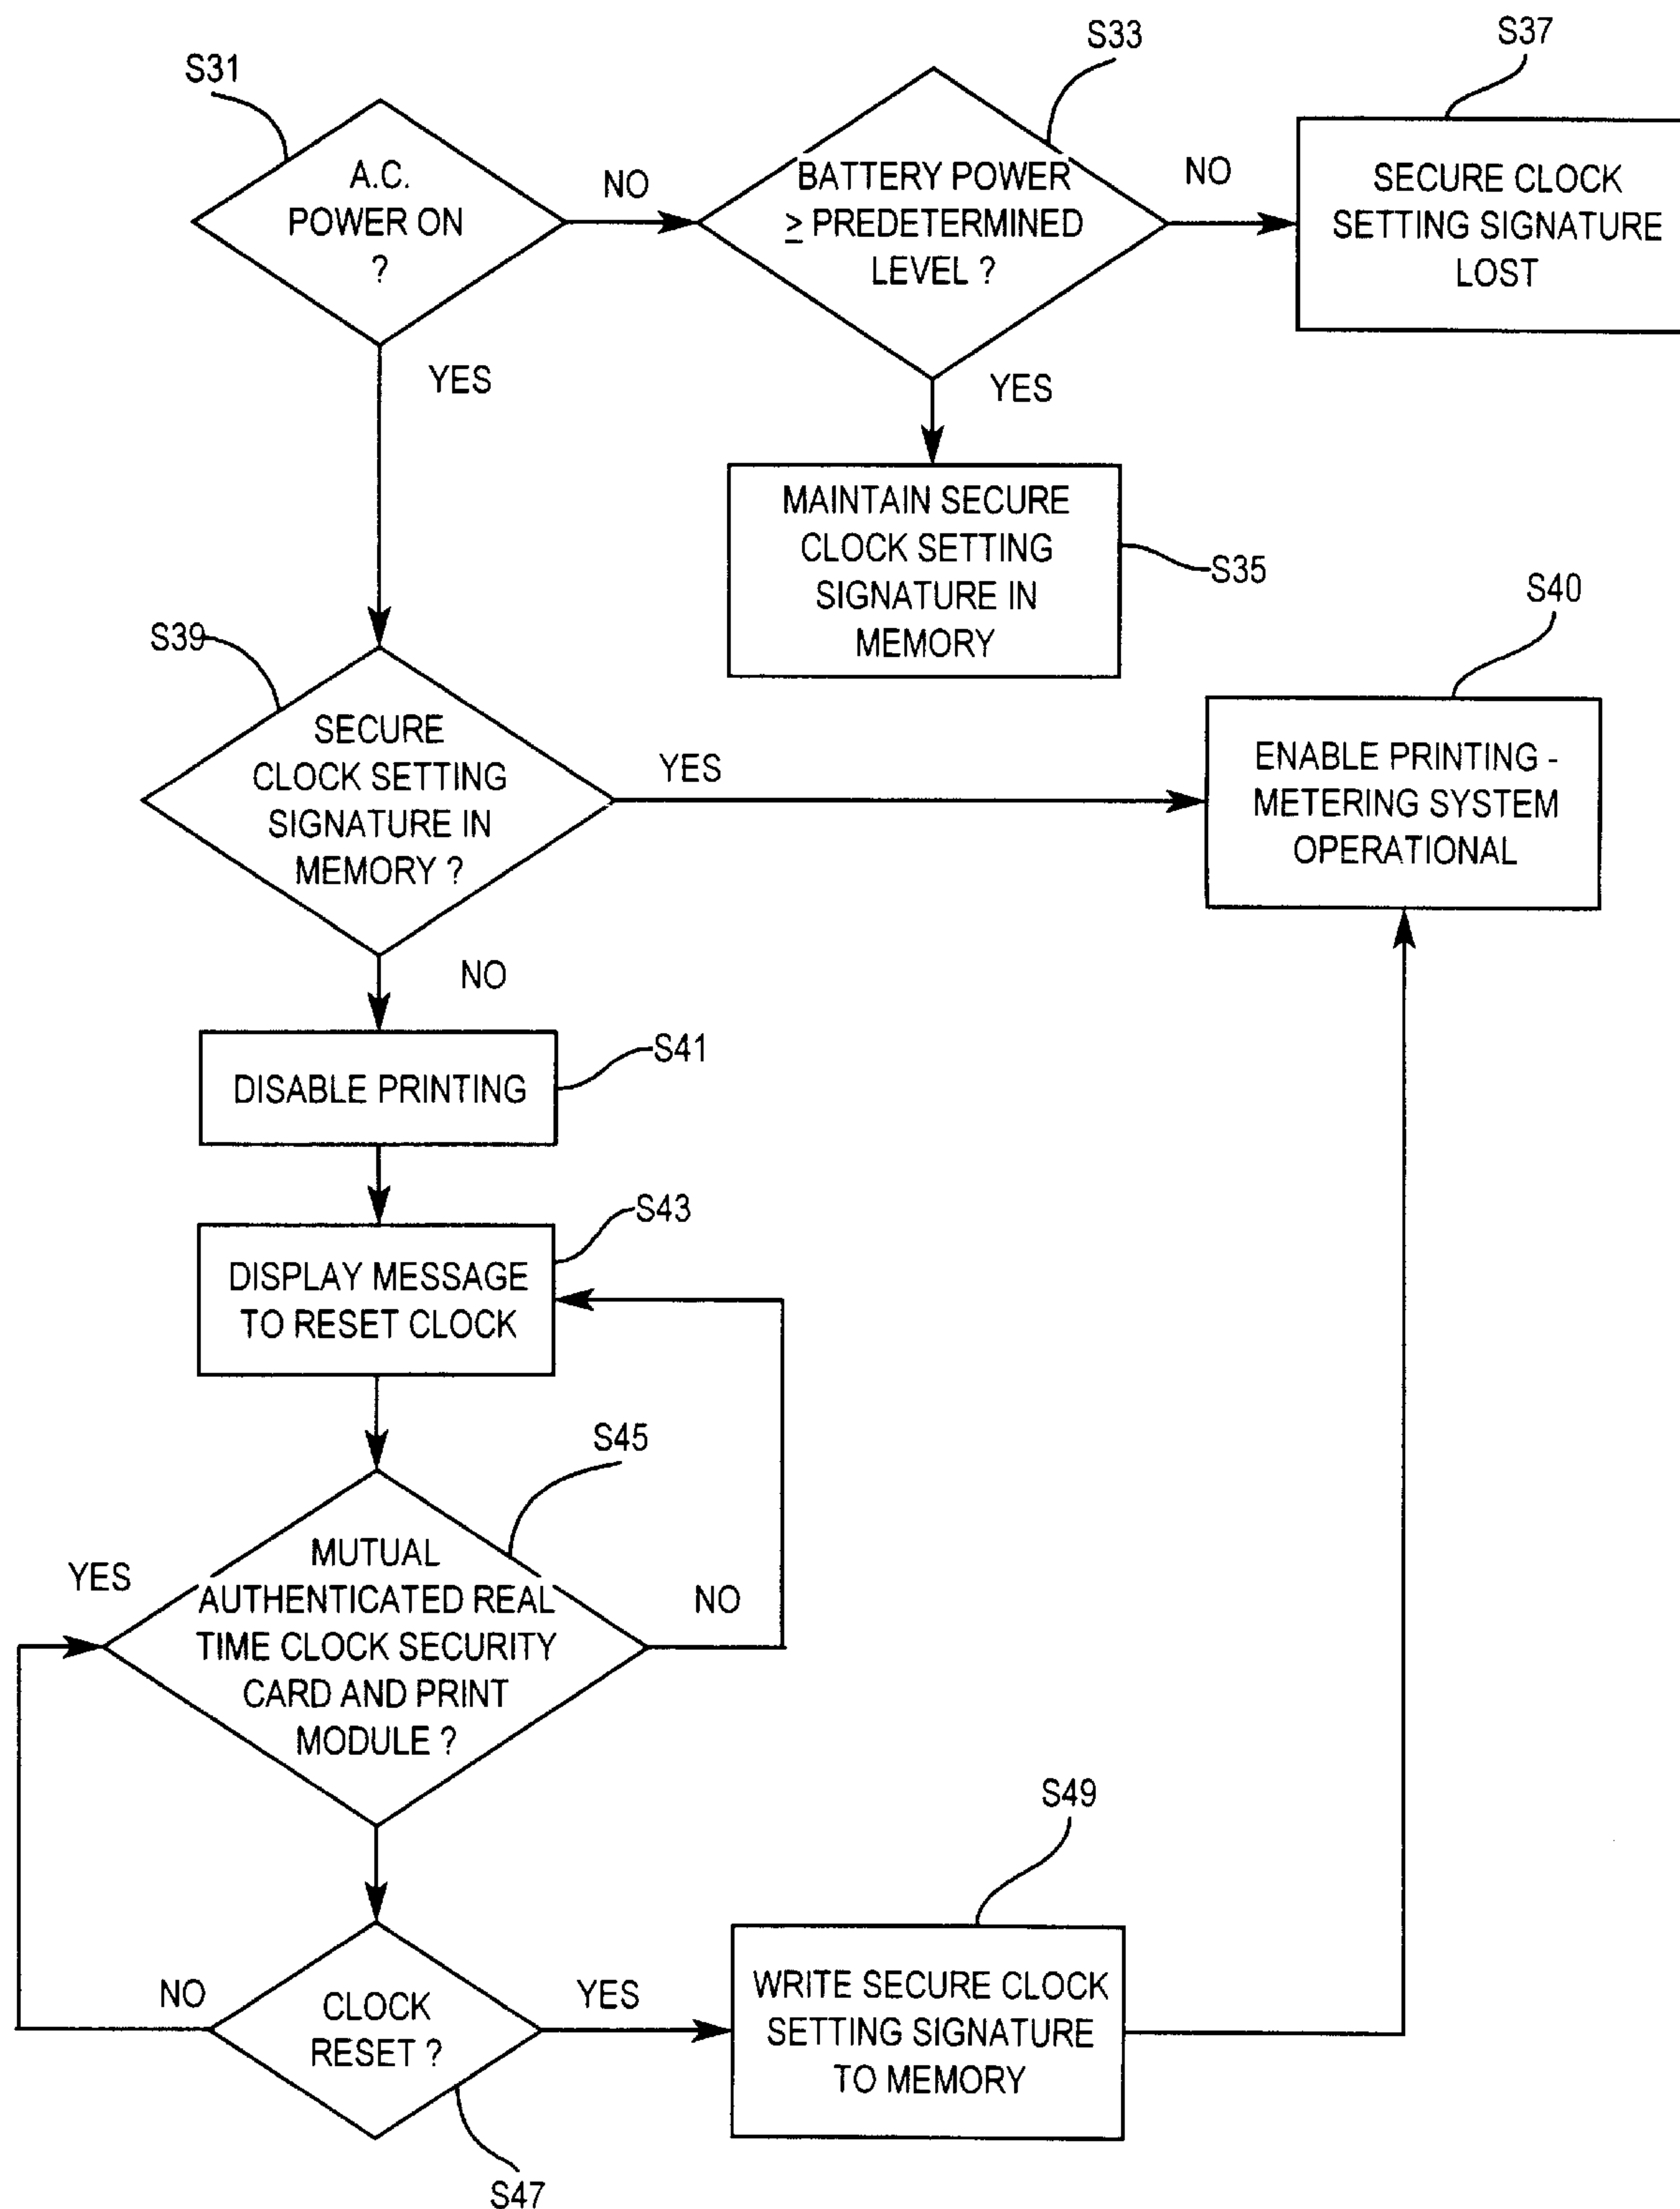 S31
A.C.
POWER ON
?
NO
YES
S33
BATTERY POWER
≥ PREDETERMINED
LEVEL ?
NO
YES
S37
SECURE CLOCK
SETTING SIGNATURE
LOST
MAINTAIN SECURE
CLOCK SETTING
SIGNATURE IN
MEMORY
S35
S39
SECURE
CLOCK SETTING
SIGNATURE IN
MEMORY ?
YES
NO
S40
ENABLE PRINTING -
METERING SYSTEM
OPERATIONAL
DISABLE PRINTING
S41
S43
DISPLAY MESSAGE
TO RESET CLOCK
S45
YES
MUTUAL
AUTHENTICATED REAL
TIME CLOCK SECURITY
CARD AND PRINT
MODULE ?
NO
NO
CLOCK
RESET ?
YES
S47
S49
WRITE SECURE CLOCK
SETTING SIGNATURE
TO MEMORY